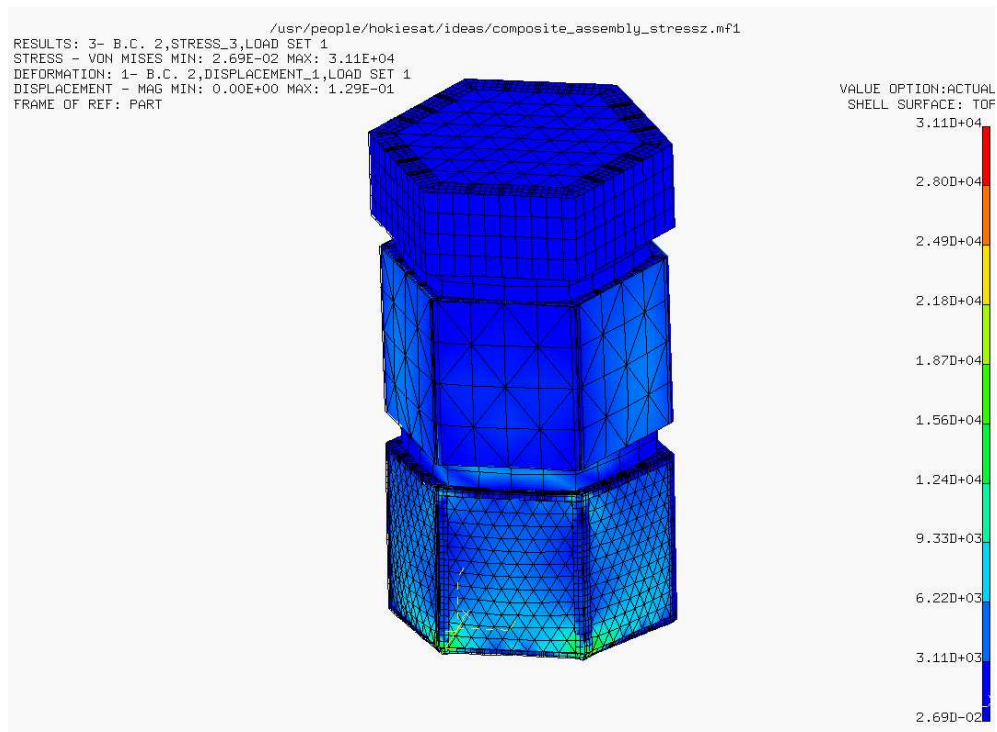 /usr/people/hokiesat/ideas/composite_assembly_stressz.mf1
RESULTS: 3- B.C. 2,STRESS_3,LOAD SET 1
STRESS - VON MISES MIN: 2.69E-02 MAX: 3.11E+04
DEFORMATION: 1- B.C. 2,DISPLACEMENT_1,LOAD SET 1
DISPLACEMENT - MAG MIN: 0.00E+00 MAX: 1.29E-01
FRAME OF REF: PART
VALUE OPTION:ACTUAL
SHELL SURFACE: TOP
3.11D+04
2.80D+04
2.49D+04
2.18D+04
1.87D+04
1.56D+04
1.24D+04
9.33D+03
6.22D+03
3.11D+03
2.69D-02